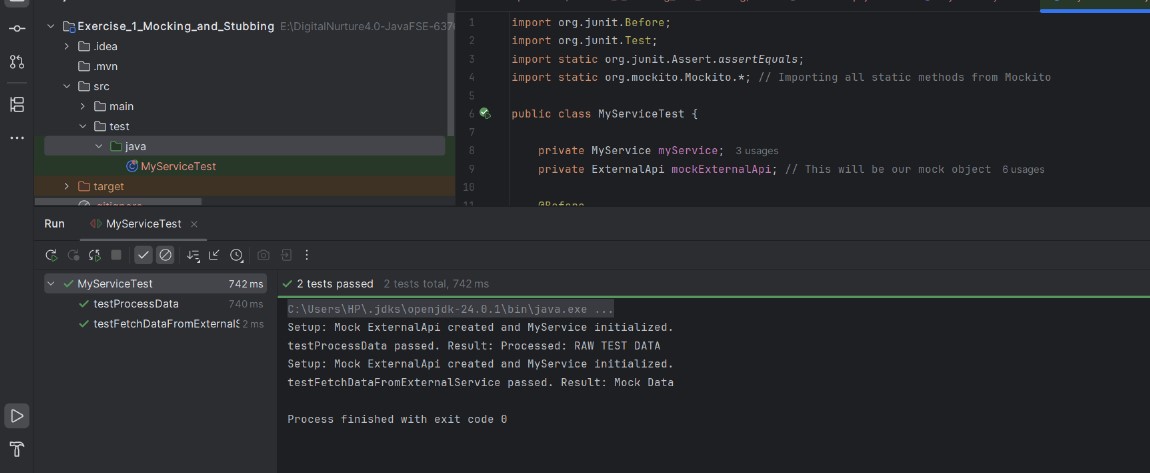 Exercise_1_Mocking_and_Stubbing E:\DigitalNurture4.0-JavaFSE-637
.idea
.mvn
src
main
test
java
MyServiceTest
target
.gitignore
1 import org.junit.Before;
2 import org.junit.Test;
3 import static org.junit.Assert.assertEquals;
4 import static org.mockito.Mockito.*; // Importing all static methods from Mockito
5
6 public class MyServiceTest {
7
8 private MyService myService; 3 usages
9 private ExternalApi mockExternalApi; // This will be our mock object 6 usages
10
11 @Before
Run MyServiceTest
MyServiceTest 742 ms
testProcessData 740 ms
testFetchDataFromExternalS 2 ms
2 tests passed 2 tests total, 742 ms
C:\Users\HP\.jdks\openjdk-24.0.1\bin\java.exe ...
Setup: Mock ExternalApi created and MyService initialized.
testProcessData passed. Result: Processed: RAW TEST DATA
Setup: Mock ExternalApi created and MyService initialized.
testFetchDataFromExternalService passed. Result: Mock Data
Process finished with exit code 0